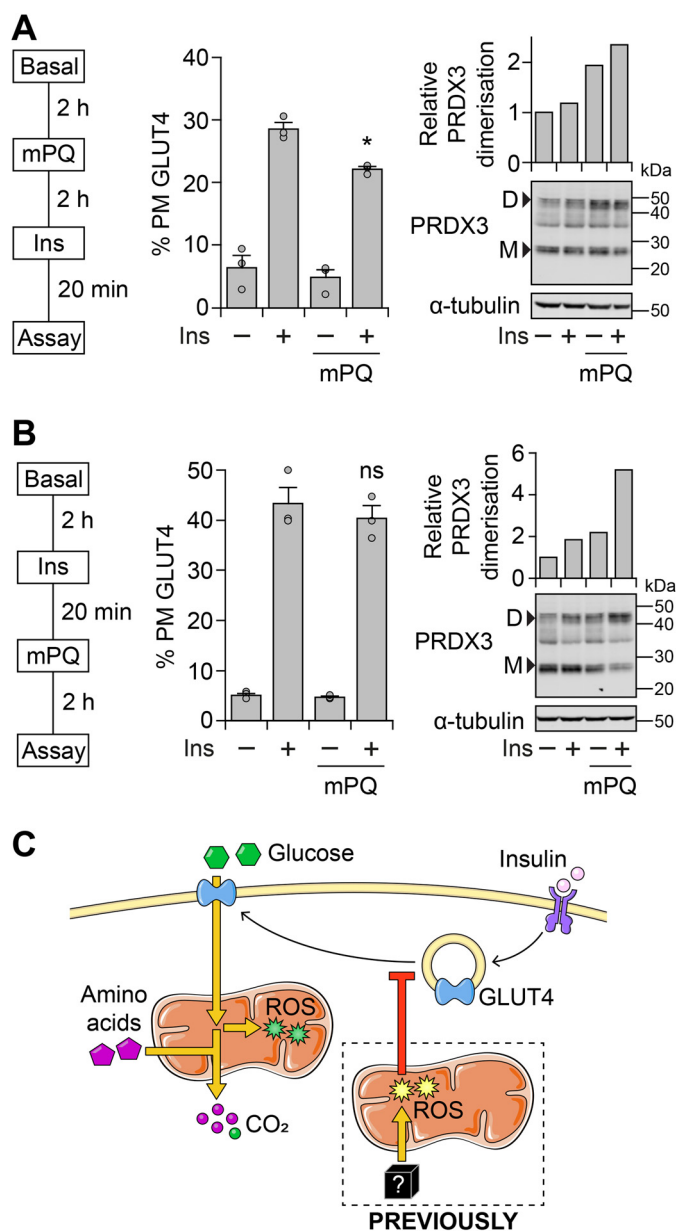 A
Basal
2 h
mPQ
2 h
Ins
20 min
Assay
% PM GLUT4
40
30
20
10
0
*
Ins − + − +
mPQ
Relative
PRDX3
dimerisation
2
1
0
kDa
D
PRDX3
M
50
40
30
20
α-tubulin
50
Ins − + − +
mPQ
B
Basal
2 h
Ins
20 min
mPQ
2 h
Assay
% PM GLUT4
50
40
30
20
10
0
ns
Ins − + − +
mPQ
Relative
PRDX3
dimerisation
6
4
2
0
kDa
D
PRDX3
M
50
40
30
20
α-tubulin
50
Ins − + − +
mPQ
C
Glucose
Insulin
GLUT4
Amino
acids
ROS
CO₂
ROS
?
PREVIOUSLY